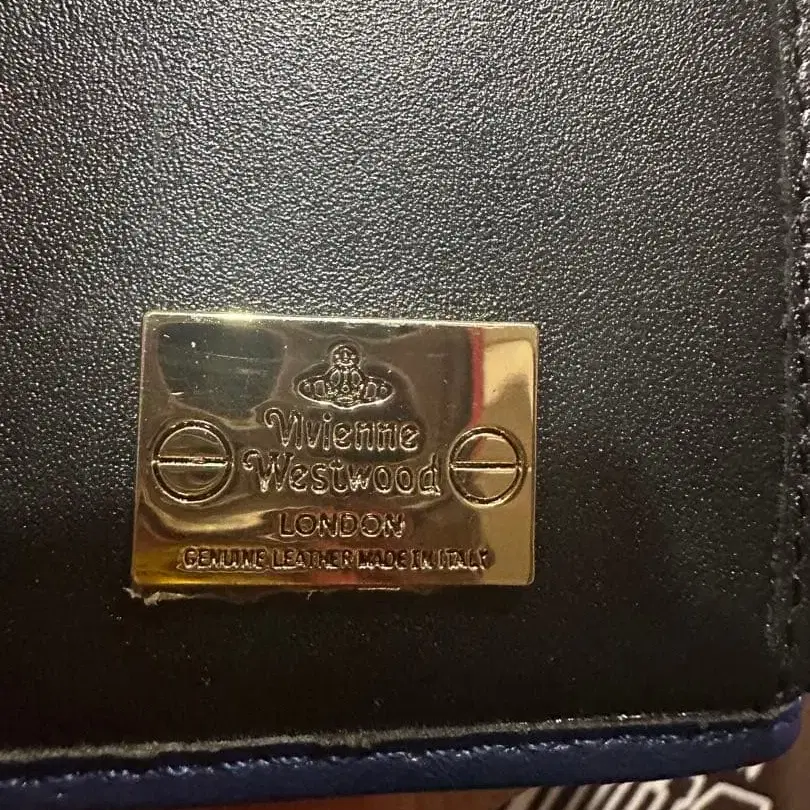 Vivienne
Westwood
LONDON
GENUINE LEATHER MADE IN ITALY